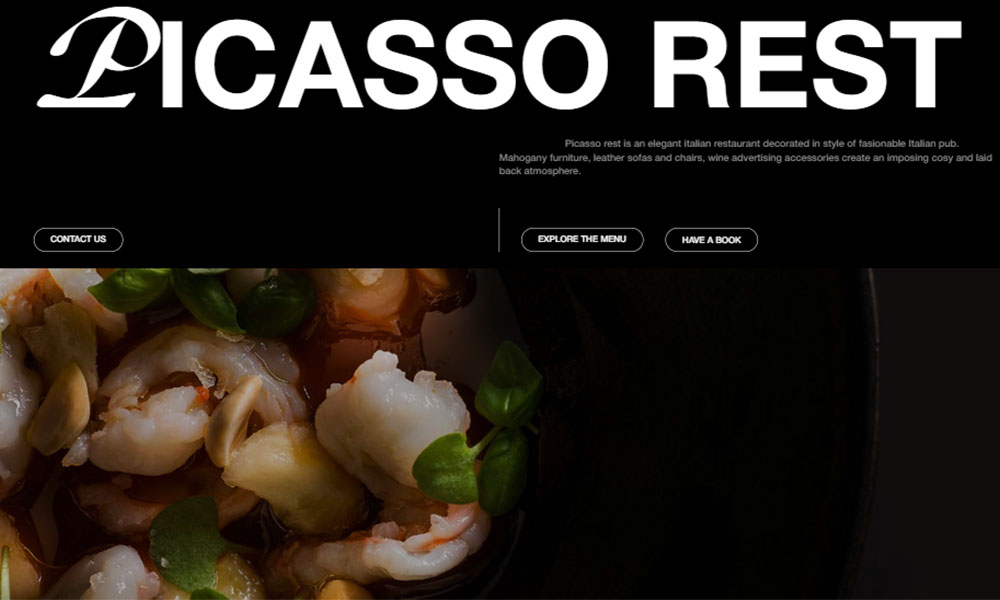 PICASSO REST
Picasso rest is an elegant italian restaurant decorated in style of fasionable Italian pub.
Mahogany furniture, leather sofas and chairs, wine advertising accessories create an imposing cosy and laid
back atmosphere.
CONTACT US
EXPLORE THE MENU
HAVE A BOOK